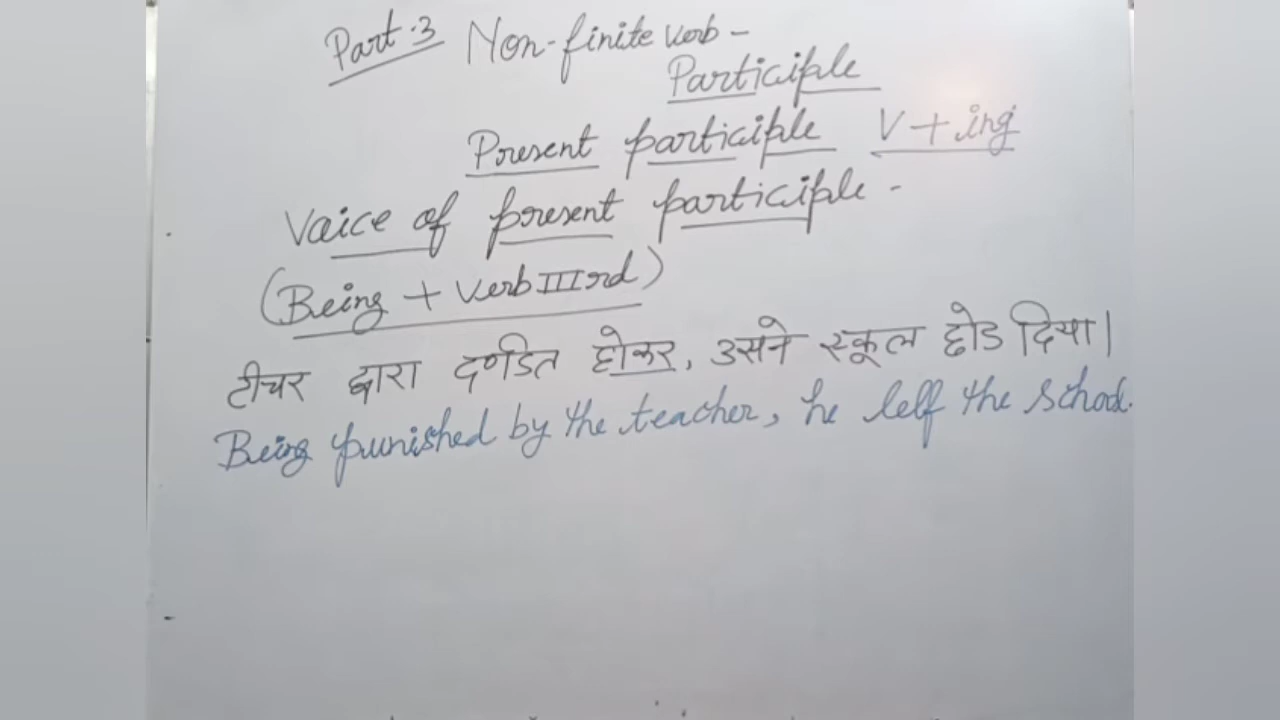 Part.3 Non-finite verb -
Participle
Present participle V+ing
Vaice of present participle -
(Being + Verb IIIrd)
टीचर द्वारा दण्डित होकर, उसने स्कूल छोड दिया।
Being punished by the teacher, he left the school.